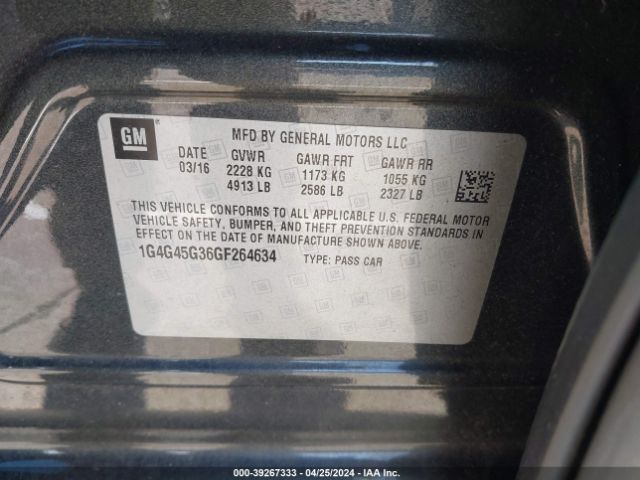 GM
MFD BY GENERAL MOTORS LLC
DATE GVWR GAWR FRT GAWR RR
03/16 2228 KG 1173 KG 1055 KG
4913 LB 2586 LB 2327 LB
THIS VEHICLE CONFORMS TO ALL APPLICABLE U.S. FEDERAL MOTOR
VEHICLE SAFETY, BUMPER, AND THEFT PREVENTION STANDARDS IN
EFFECT ON THE DATE OF MANUFACTURE SHOWN ABOVE.
1G4G45G36GF264634 TYPE: PASS CAR
000-39267333 - 04/25/2024 - IAA Inc.